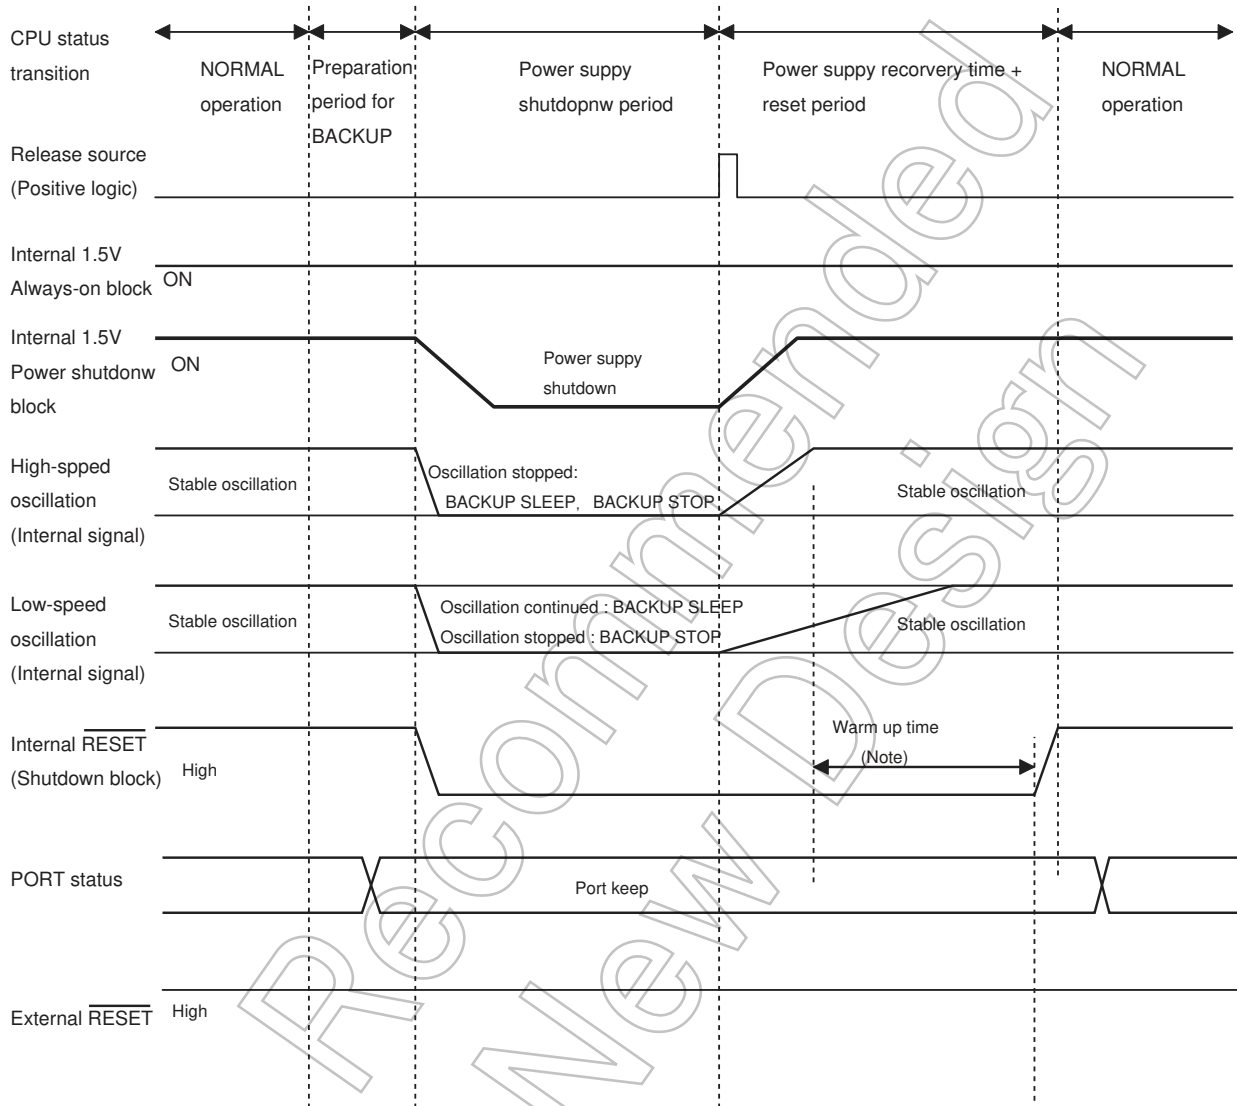 CPU status
transition
NORMAL
operation
Preparation
period for
BACKUP
Power suppy
shutdopnw period
Power suppy recorvery time +
reset period
NORMAL
operation
Release source
(Positive logic)
Internal 1.5V
Always-on block
ON
Internal 1.5V
Power shutdonw
block
ON
Power suppy
shutdown
High-spped
oscillation
(Internal signal)
Stable oscillation
Oscillation stopped:
BACKUP SLEEP, BACKUP STOP
Stable oscillation
Low-speed
oscillation
(Internal signal)
Stable oscillation
Oscillation continued : BACKUP SLEEP
Oscillation stopped : BACKUP STOP
Stable oscillation
Internal RESET
(Shutdown block)
High
Warm up time
(Note)
PORT status
Port keep
External RESET
High
Recommended
New Design